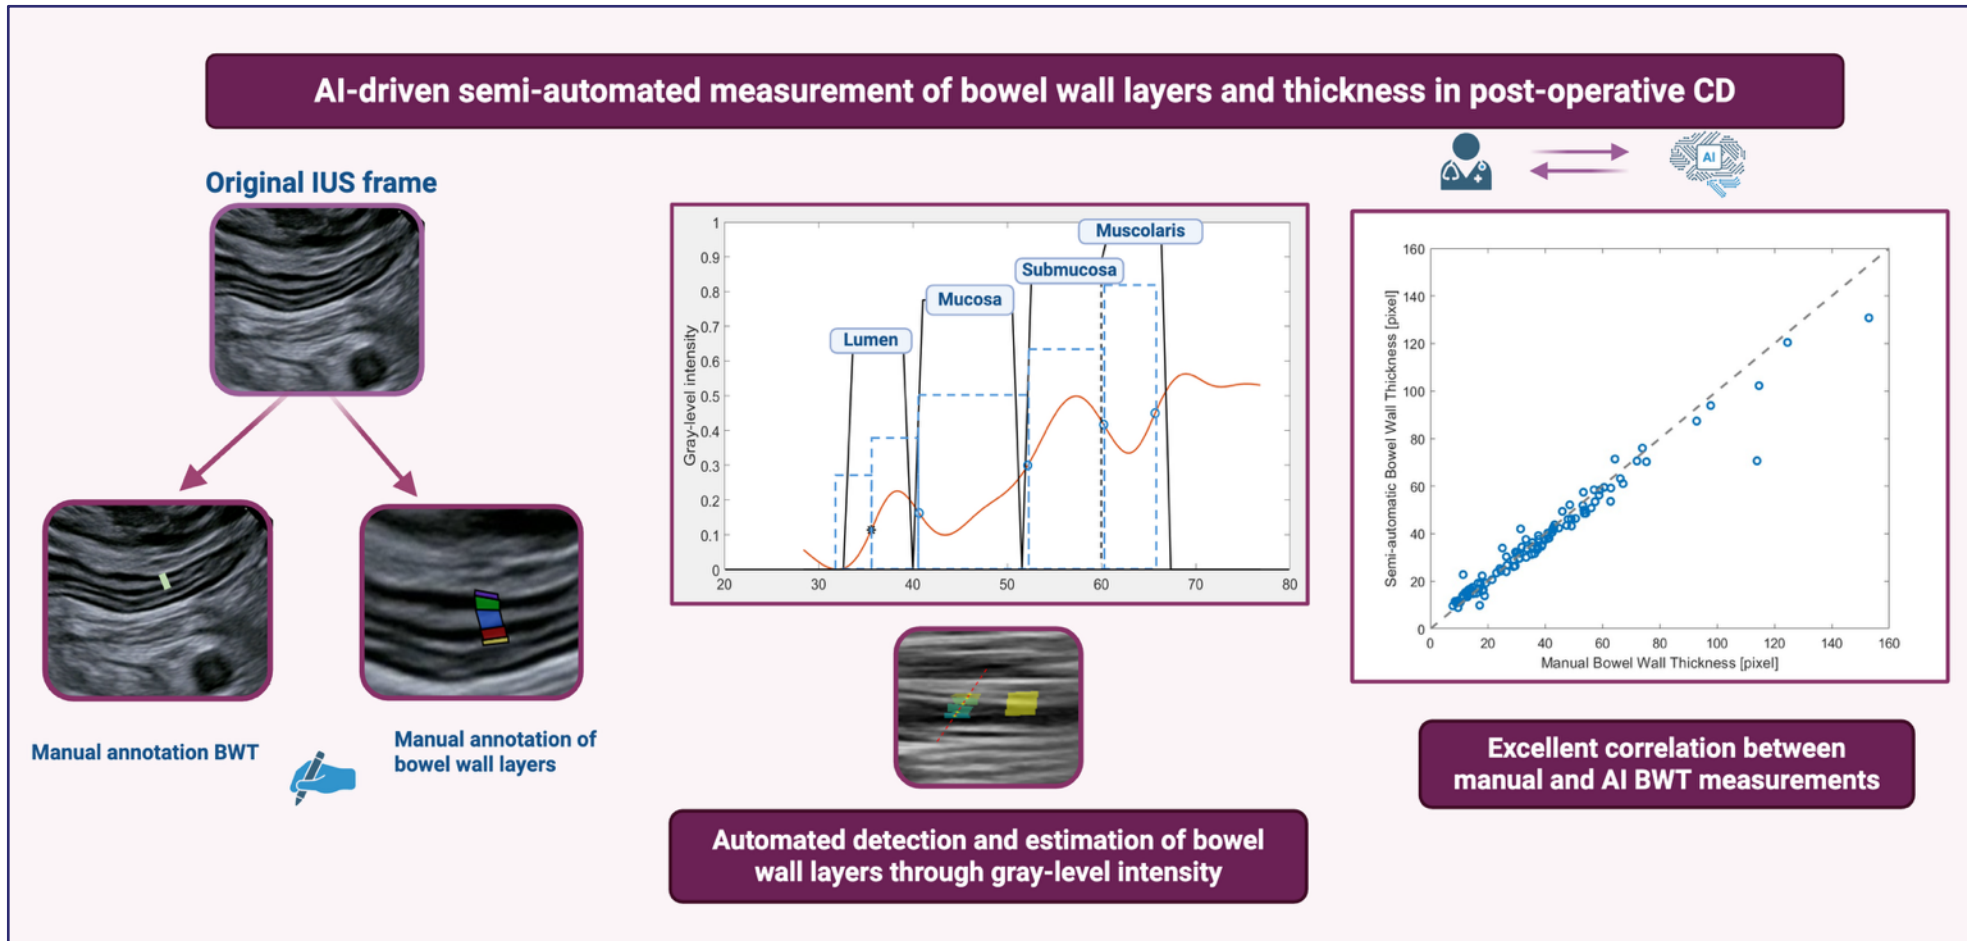 AI-driven semi-automated measurement of bowel wall layers and thickness in post-operative CD
Original IUS frame
Manual annotation BWT
Manual annotation of
bowel wall layers
Gray-level intensity
1
0.9
0.8
0.7
0.6
0.5
0.4
0.3
0.2
0.1
0
20
30
40
50
60
70
80
Lumen
Mucosa
Submucosa
Muscolaris
Automated detection and estimation of bowel
wall layers through gray-level intensity
AI
Semi-automatic Bowel Wall Thickness [pixel]
160
140
120
100
80
60
40
20
0
0
20
40
60
80
100
120
140
160
Manual Bowel Wall Thickness [pixel]
Excellent correlation between
manual and AI BWT measurements